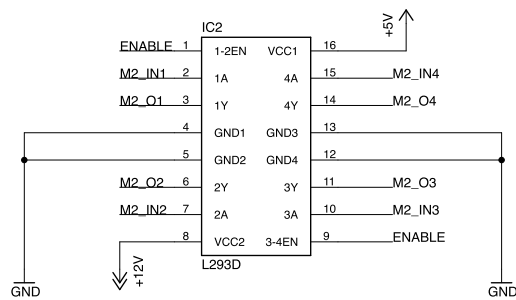 IC2
+5V
ENABLE 1 1-2EN VCC1 16
M2_IN1 2 1A 4A 15 M2_IN4
M2_O1 3 1Y 4Y 14 M2_O4
4 GND1 GND3 13
5 GND2 GND4 12
M2_O2 6 2Y 3Y 11 M2_O3
M2_IN2 7 2A 3A 10 M2_IN3
8 VCC2 3-4EN 9 ENABLE
+12V
L293D
GND GND